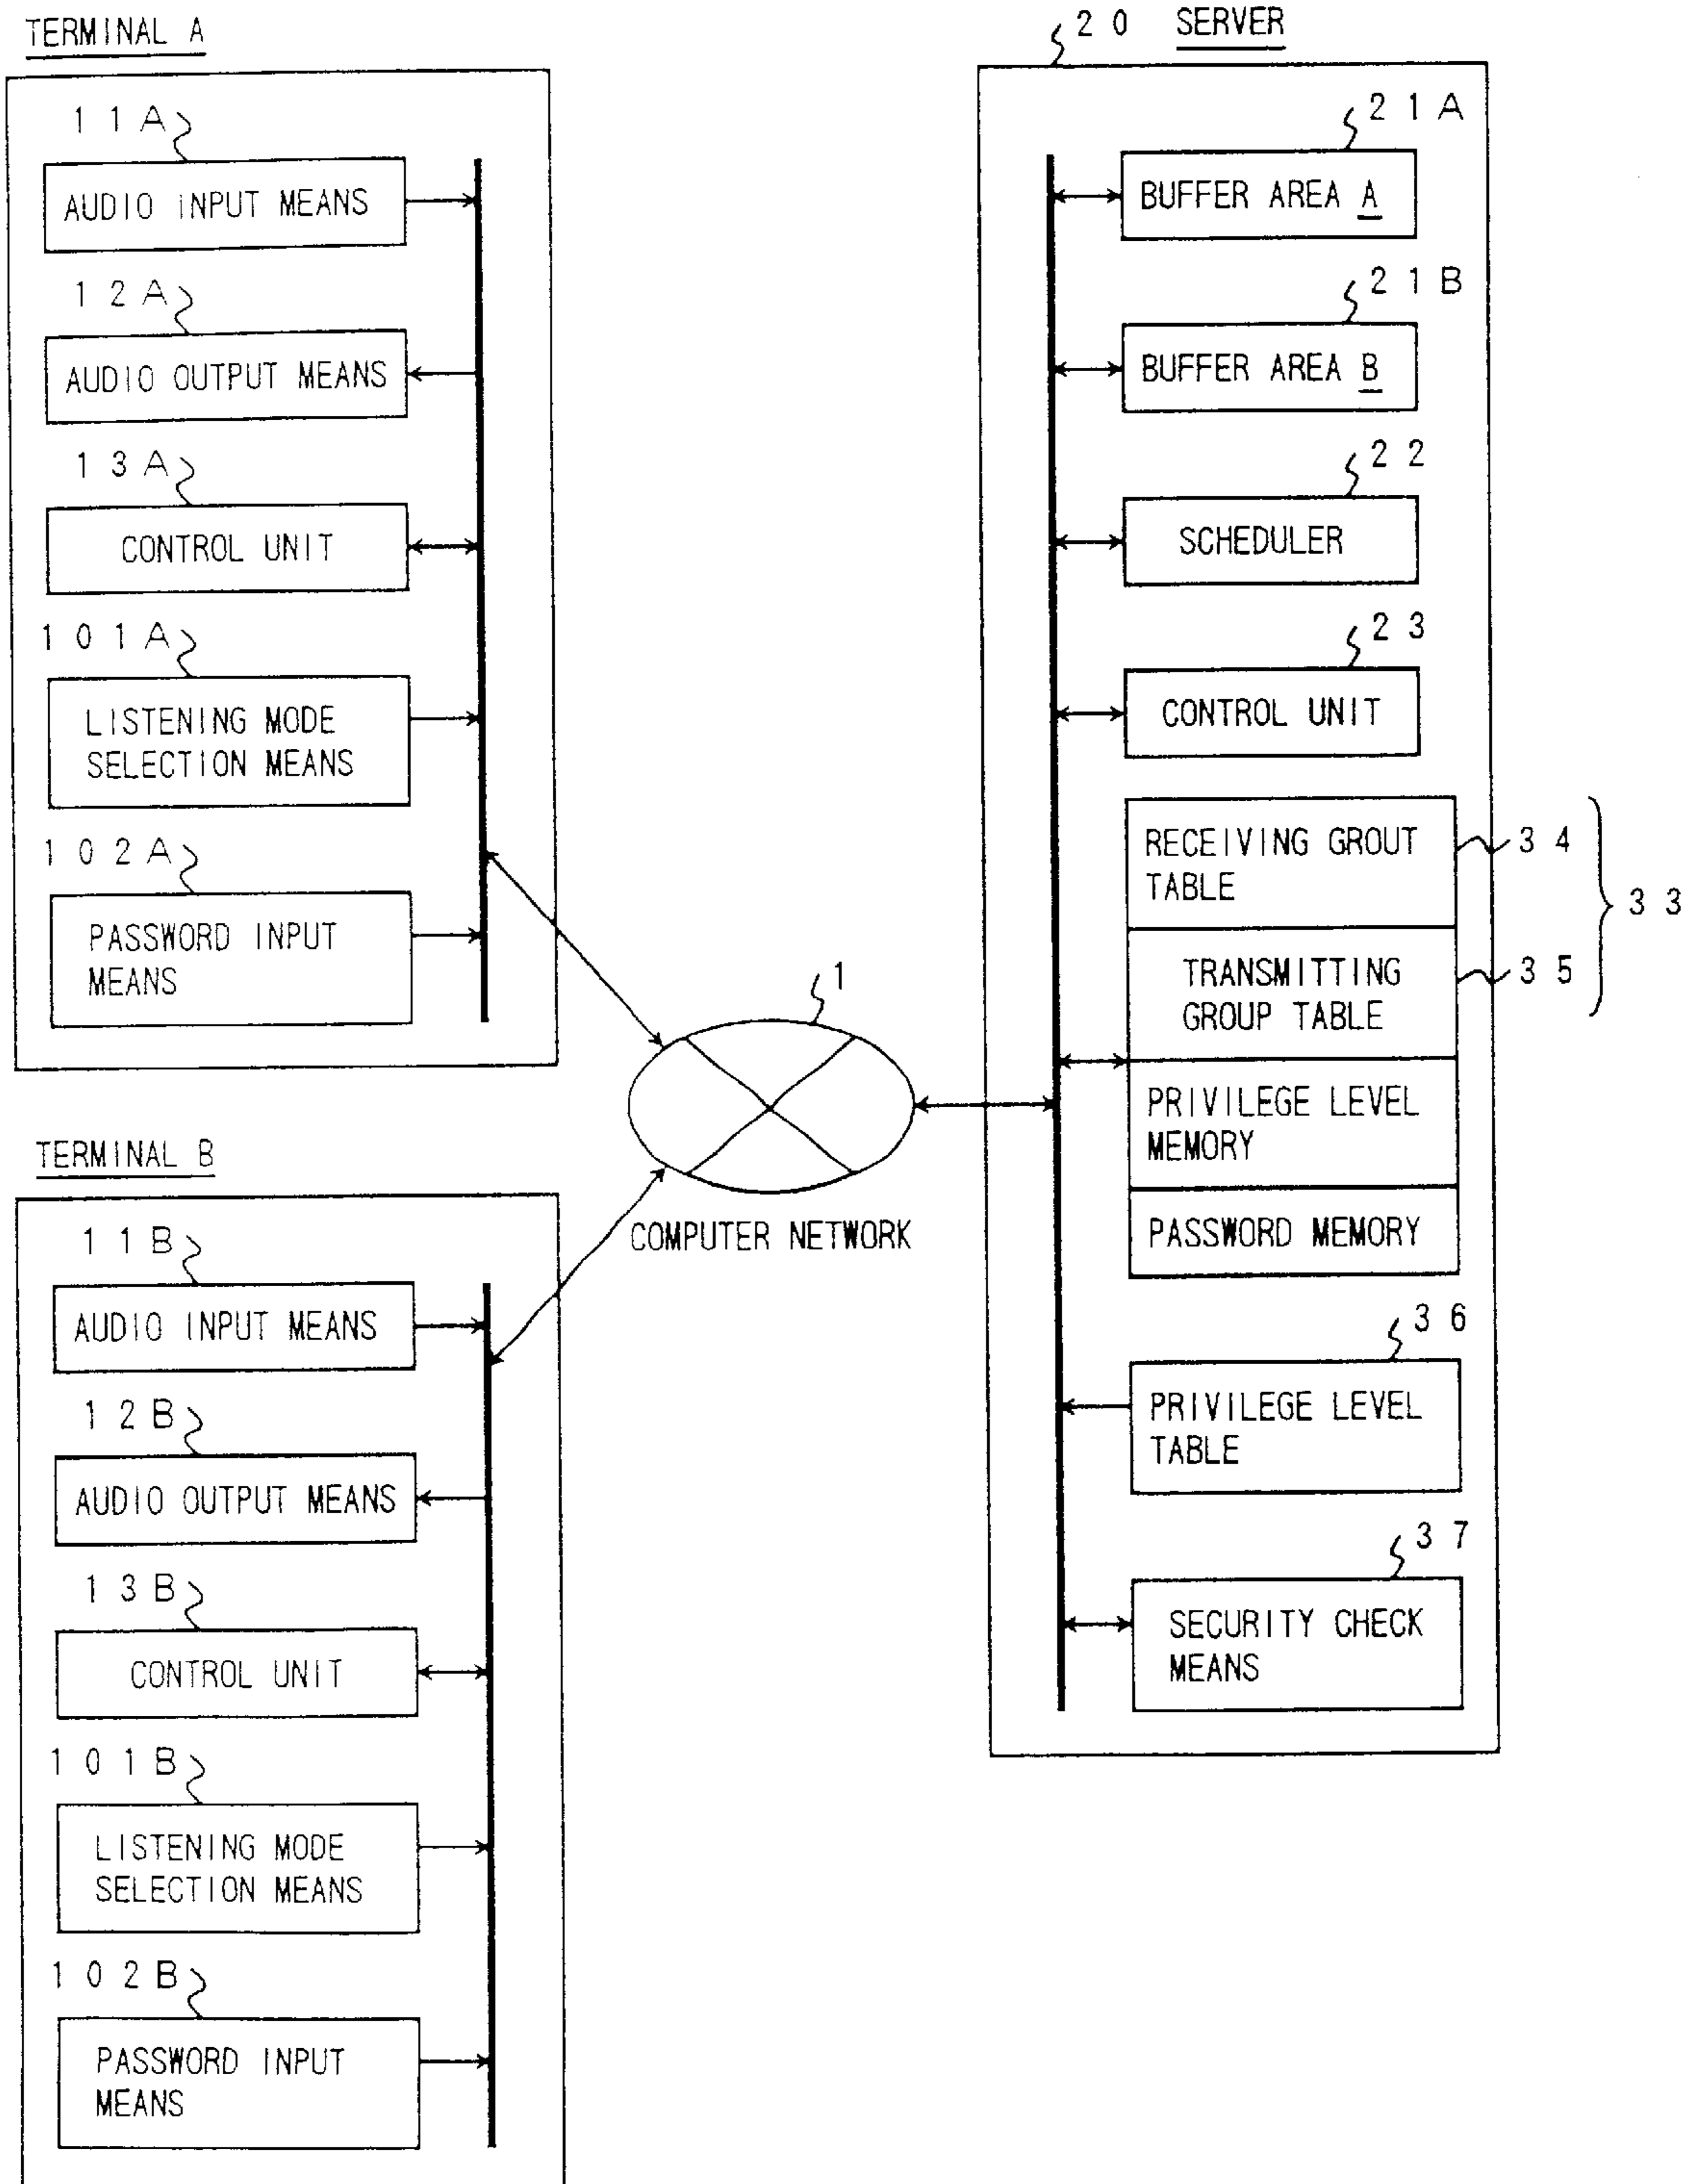 TERMINAL A
11A
AUDIO INPUT MEANS
12A
AUDIO OUTPUT MEANS
13A
CONTROL UNIT
101A
LISTENING MODE
SELECTION MEANS
102A
PASSWORD INPUT
MEANS
TERMINAL B
11B
AUDIO INPUT MEANS
12B
AUDIO OUTPUT MEANS
13B
CONTROL UNIT
101B
LISTENING MODE
SELECTION MEANS
102B
PASSWORD INPUT
MEANS
1
COMPUTER NETWORK
20 SERVER
21A
BUFFER AREA A
21B
BUFFER AREA B
22
SCHEDULER
23
CONTROL UNIT
RECEIVING GROUT
TABLE
34
33
TRANSMITTING
GROUP TABLE
35
PRIVILEGE LEVEL
MEMORY
PASSWORD MEMORY
36
PRIVILEGE LEVEL
TABLE
37
SECURITY CHECK
MEANS